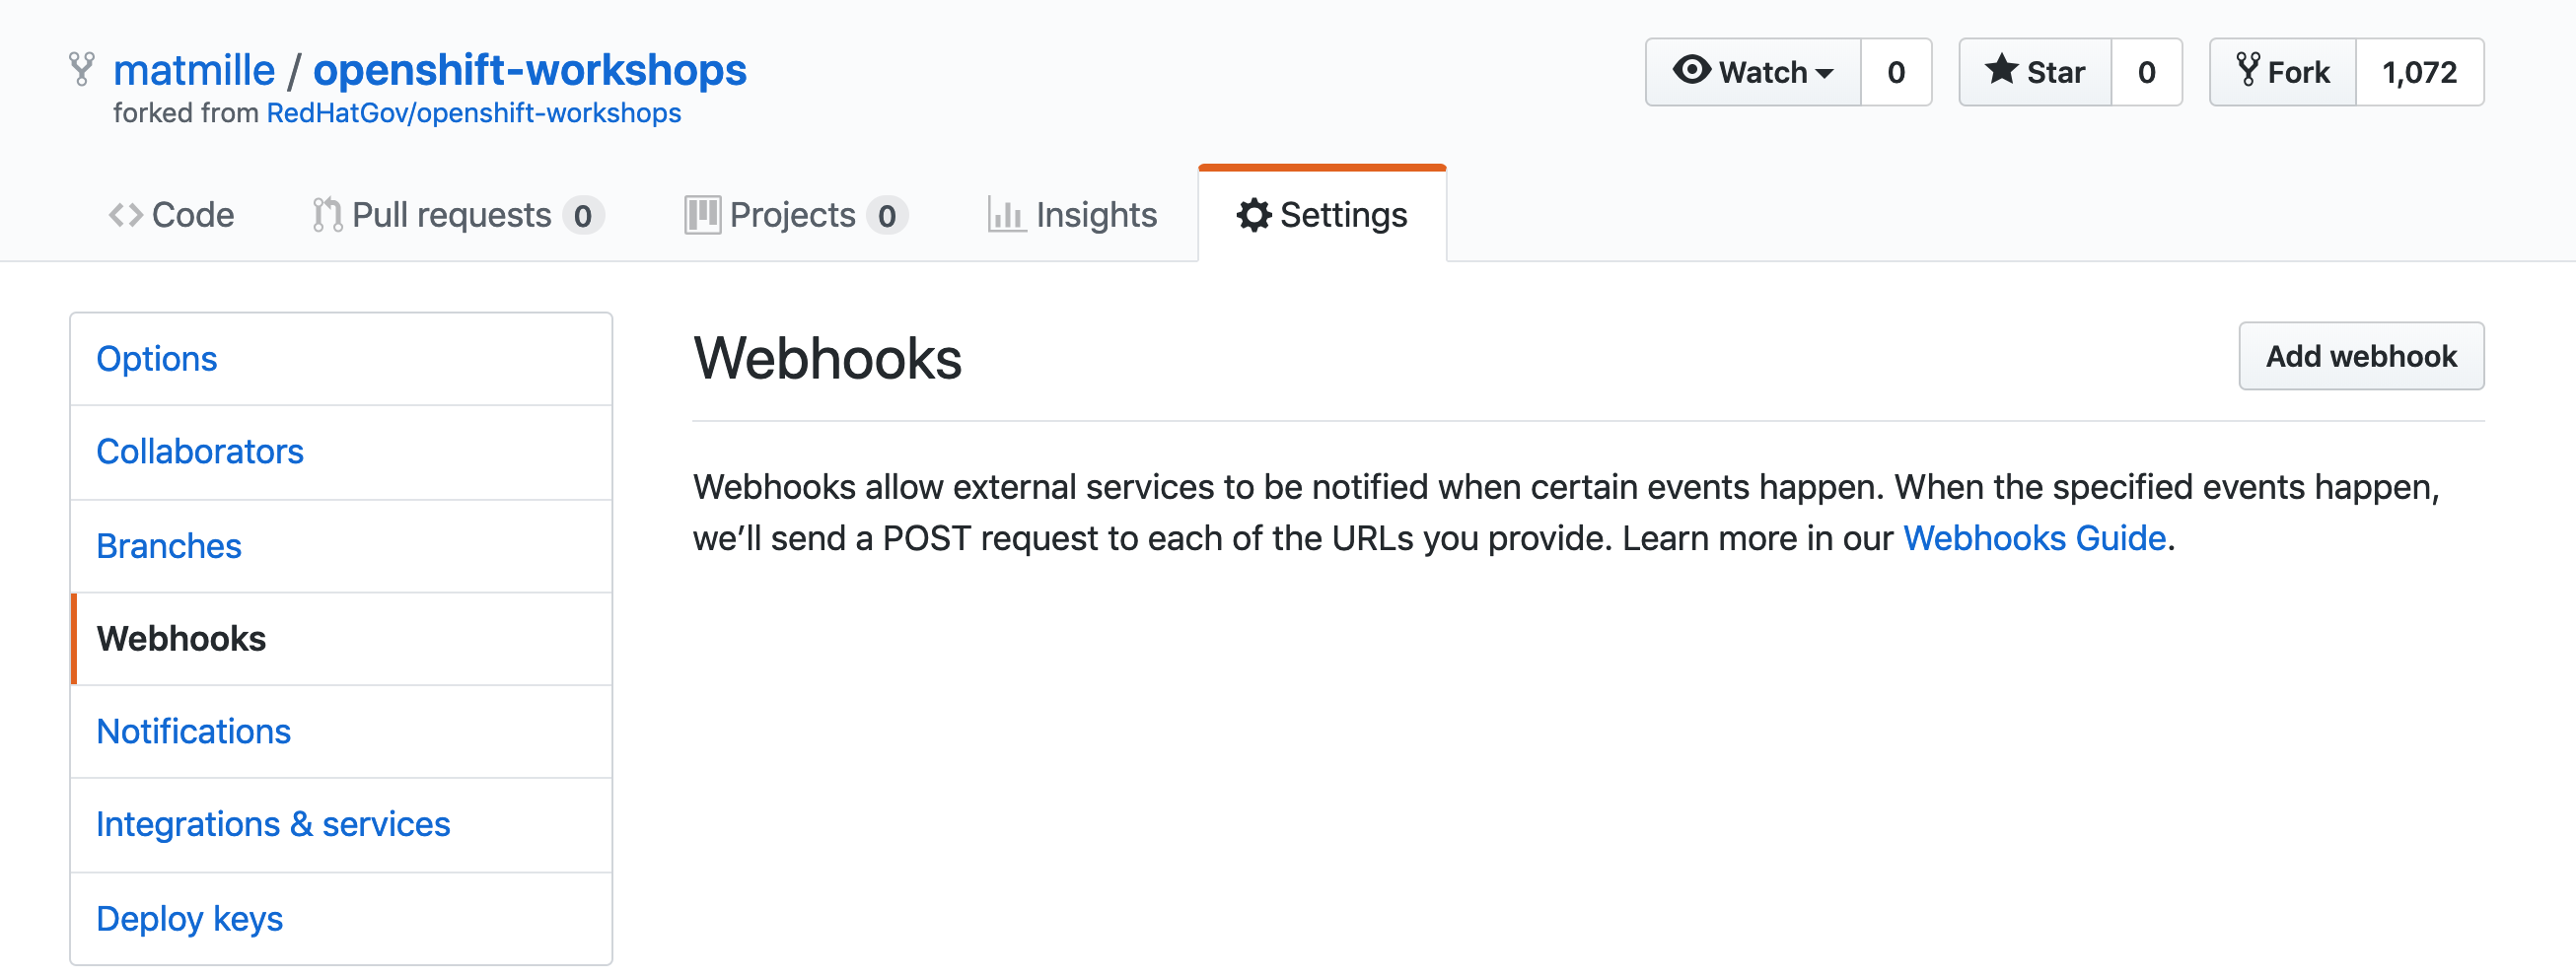 matmille / openshift-workshops
forked from RedHatGov/openshift-workshops
Watch 0 Star 0 Fork 1,072
Code Pull requests 0 Projects 0 Insights Settings
Options
Collaborators
Branches
Webhooks
Notifications
Integrations & services
Deploy keys
Webhooks
Add webhook
Webhooks allow external services to be notified when certain events happen. When the specified events happen,
we’ll send a POST request to each of the URLs you provide. Learn more in our Webhooks Guide.